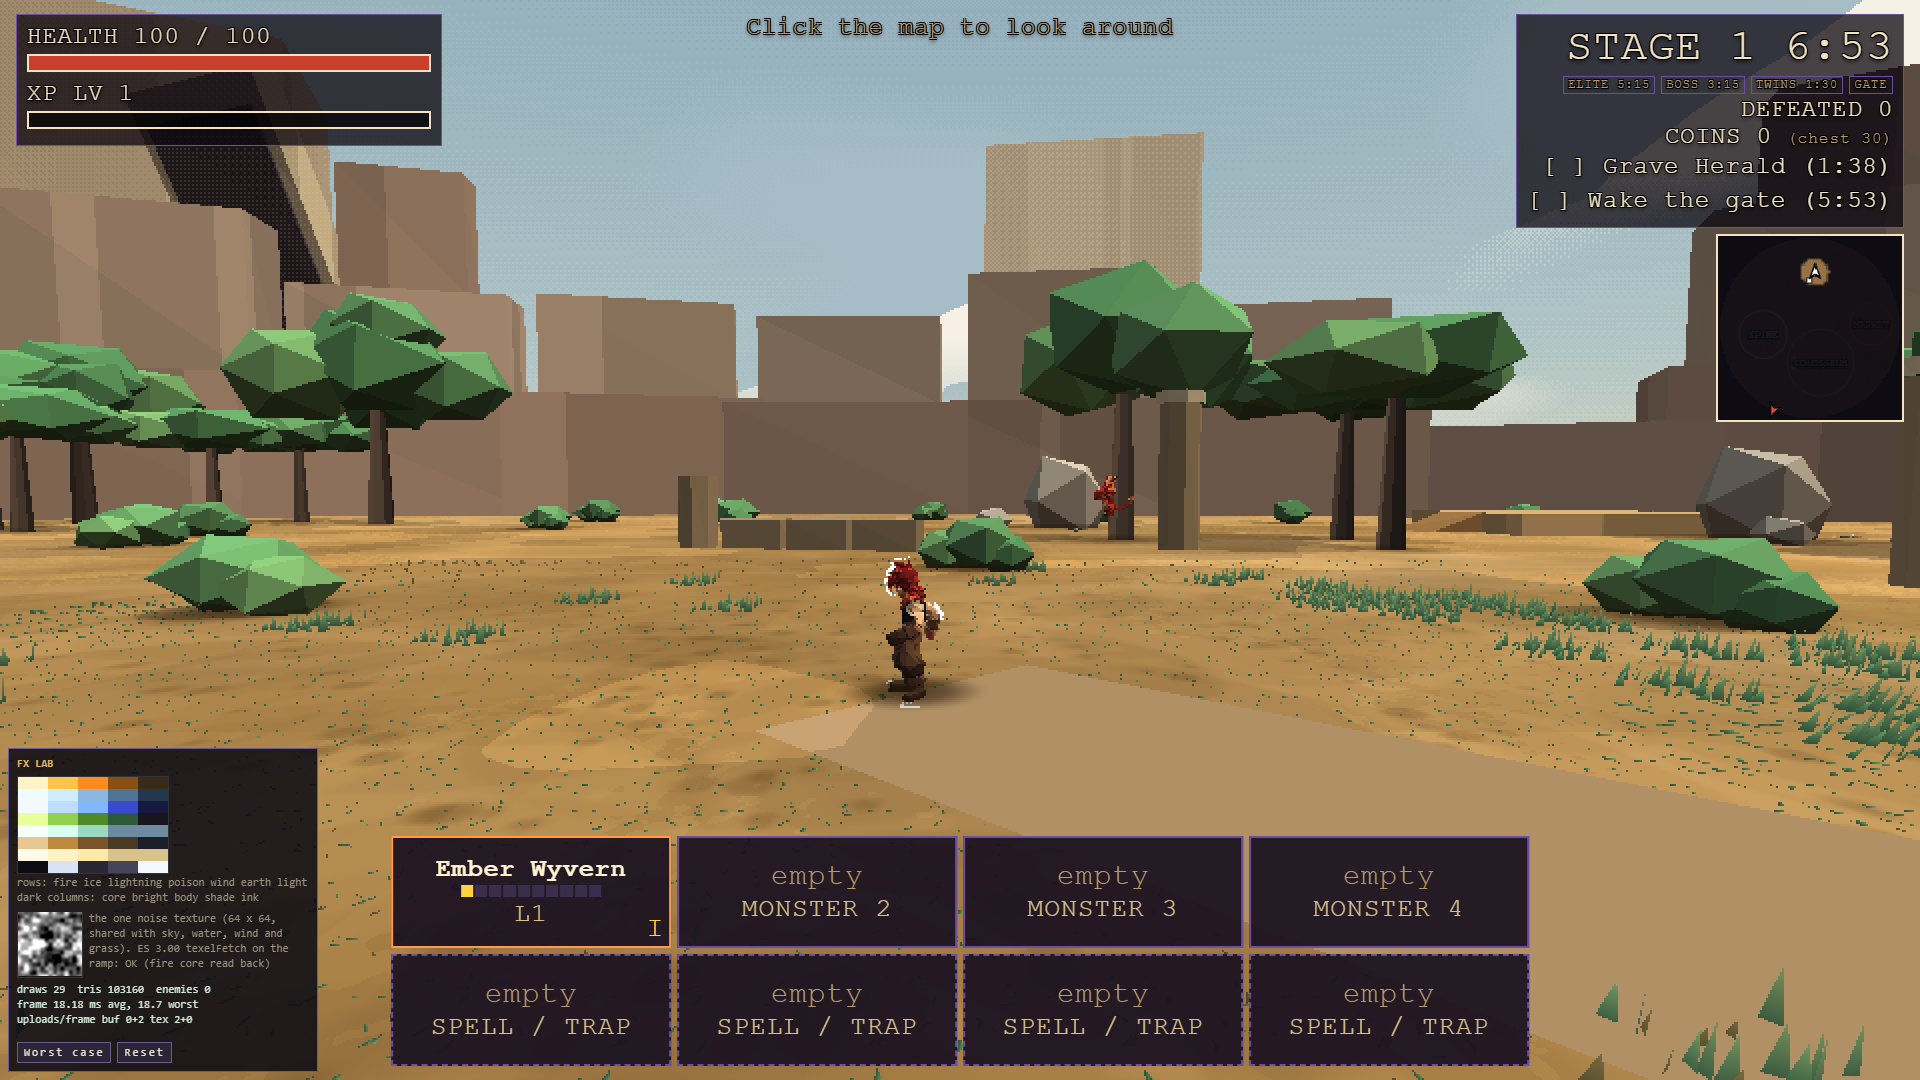 HEALTH 100 / 100
XP LV 1
Click the map to look around
STAGE 1 6:53
ELITE 5:15 BOSS 3:15 TWINS 1:30 GATE
DEFEATED 0
COINS 0 (chest 30)
[ ] Grave Herald (1:38)
[ ] Wake the gate (5:53)
FX LAB
rows: fire ice lightning poison wind earth light
dark columns: core bright body shade ink
the one noise texture (64 x 64,
shared with sky, water, wind and
grass). ES 3.00 texelFetch on the
ramp: OK (fire core read back)
draws 29 tris 103160 enemies 0
frame 18.18 ms avg, 18.7 worst
uploads/frame buf 0+2 tex 2+0
Worst case Reset
Ember Wyvern
L1
I
empty
MONSTER 2
empty
MONSTER 3
empty
MONSTER 4
empty
SPELL / TRAP
empty
SPELL / TRAP
empty
SPELL / TRAP
empty
SPELL / TRAP